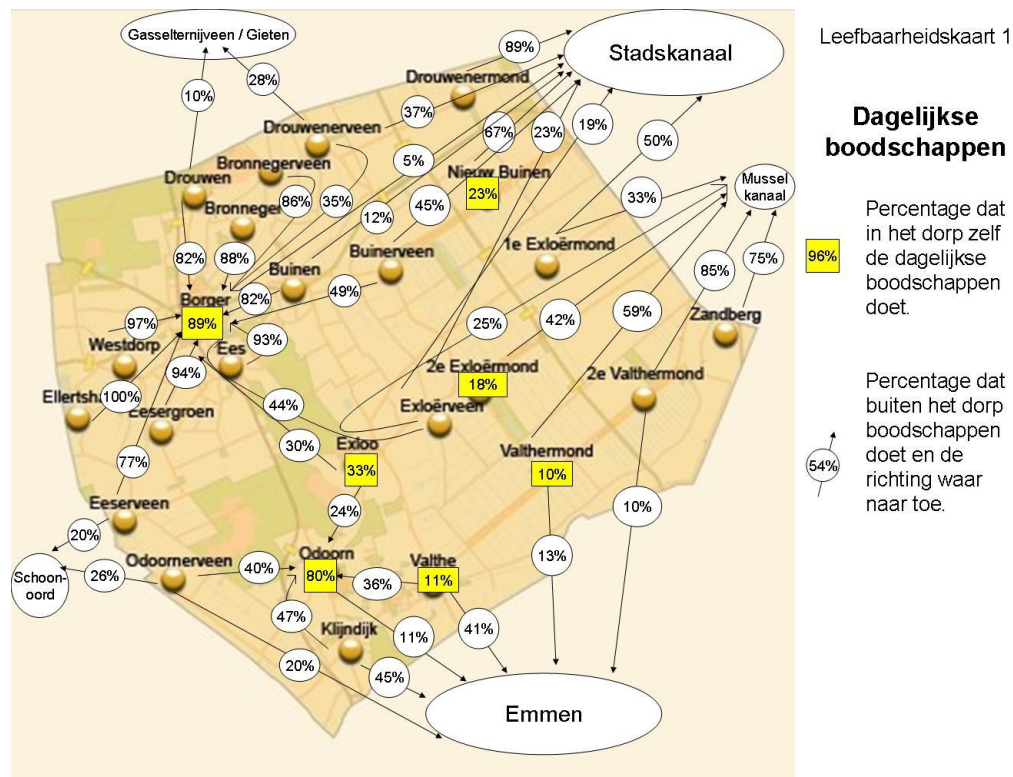 Leefbaarheidskaart 1
Dagelijkse
boodschappen
96%
Percentage dat
in het dorp zelf
de dagelijkse
boodschappen
doet.
54%
Percentage dat
buiten het dorp
boodschappen
doet en de
richting waar
naar toe.
Gasselternijveen / Gieten
Stadskanaal
89%
Drouwenermond
28%
10%
37%
Drouwenerveen
67%
23%
19%
50%
Bronnegerveen
5%
Nieuw Buinen
23%
Drouwen
86%
35%
45%
33%
Mussel
kanaal
Bronneger
12%
1e Exloërmond
82%
88%
Buinen
Buinerveen
85%
75%
Borger
82%
49%
89%
97%
93%
25%
42%
59%
Zandberg
Westdorp
Ees
94%
2e Exloërmond
18%
2e Valthermond
Ellertsha
100%
Eesergroen
44%
Exloërveen
30%
Exloo
33%
Valthermond
10%
77%
Eeserveen
24%
10%
20%
Odoornerveen
Odoorn
Valthe
13%
Schoon-
oord
26%
40%
80%
36%
11%
47%
Klijndijk
11%
41%
20%
45%
Emmen